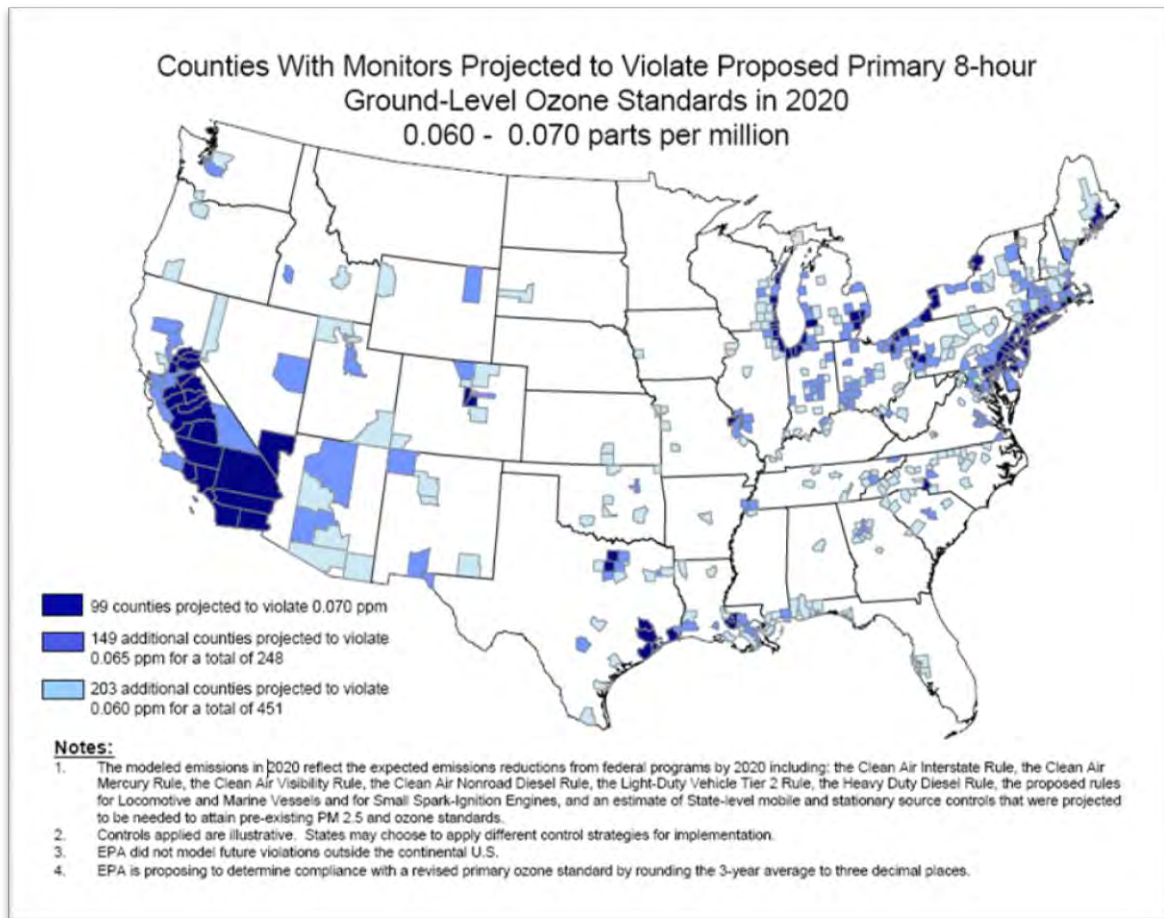 Counties With Monitors Projected to Violate Proposed Primary 8-hour
Ground-Level Ozone Standards in 2020
0.060 - 0.070 parts per million
99 counties projected to violate 0.070 ppm
149 additional counties projected to violate
0.065 ppm for a total of 248
203 additional counties projected to violate
0.060 ppm for a total of 451
Notes:
1. The modeled emissions in 2020 reflect the expected emissions reductions from federal programs by 2020 including: the Clean Air Interstate Rule, the Clean Air
Mercury Rule, the Clean Air Visibility Rule, the Clean Air Nonroad Diesel Rule, the Light-Duty Vehicle Tier 2 Rule, the Heavy Duty Diesel Rule, the proposed rules
for Locomotive and Marine Vessels and for Small Spark-Ignition Engines, and an estimate of State-level mobile and stationary source controls that were projected
to be needed to attain pre-existing PM 2.5 and ozone standards.
2. Controls applied are illustrative. States may choose to apply different control strategies for implementation.
3. EPA did not model future violations outside the continental U.S.
4. EPA is proposing to determine compliance with a revised primary ozone standard by rounding the 3-year average to three decimal places.